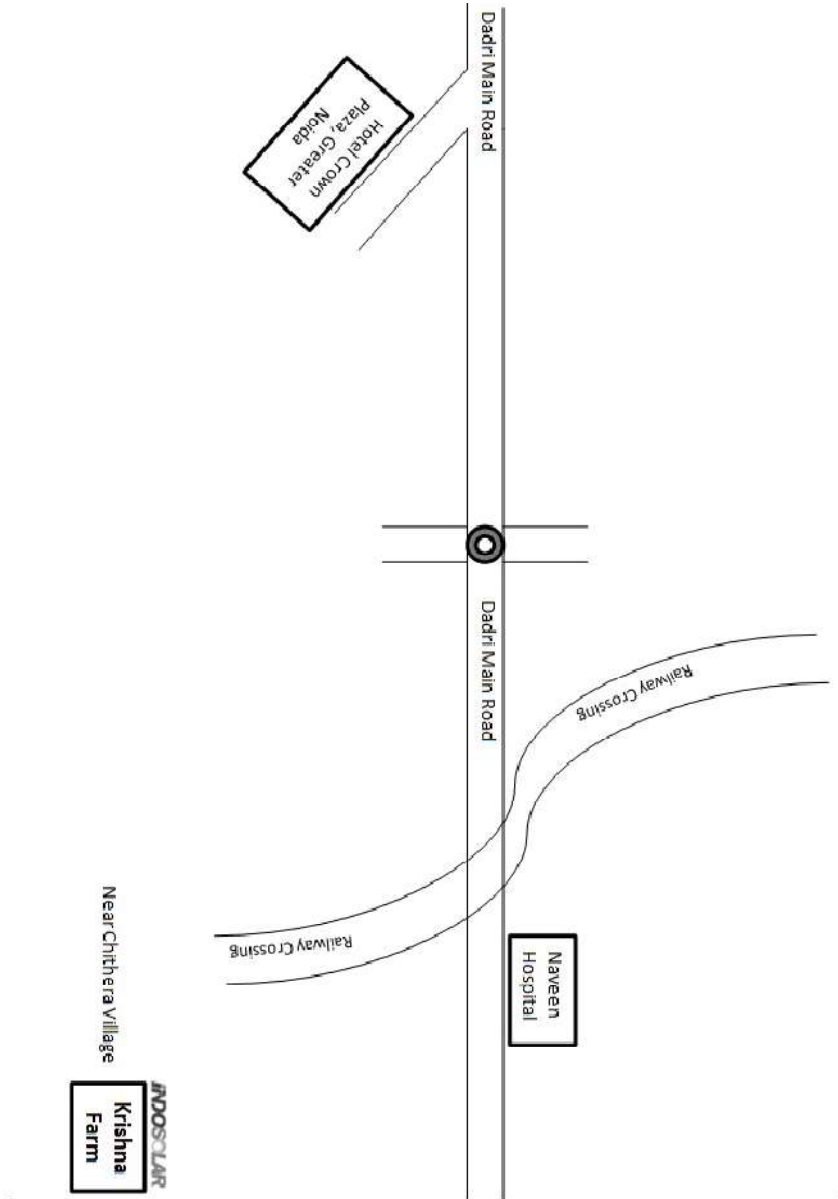 Dadri Main Road
Hotel Crown
Plaza, Greater
Noida
Dadri Main Road
Railway Crossing
Railway Crossing
Naveen
Hospital
Near Chithera Village
INDOSOLAR
Krishna
Farm